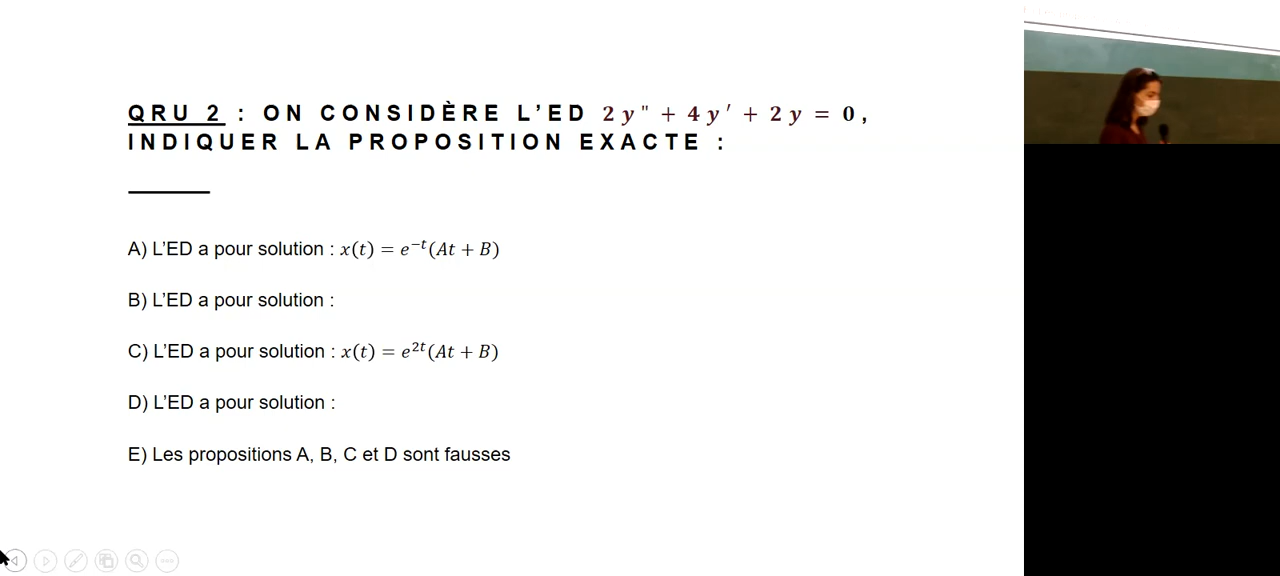 QRU 2 : ON CONSIDÈRE L'ED 2y" + 4y′ + 2y = 0,
INDIQUER LA PROPOSITION EXACTE :
A) L'ED a pour solution : x(t) = e⁻ᵗ(At + B)
B) L'ED a pour solution :
C) L'ED a pour solution : x(t) = e²ᵗ(At + B)
D) L'ED a pour solution :
E) Les propositions A, B, C et D sont fausses